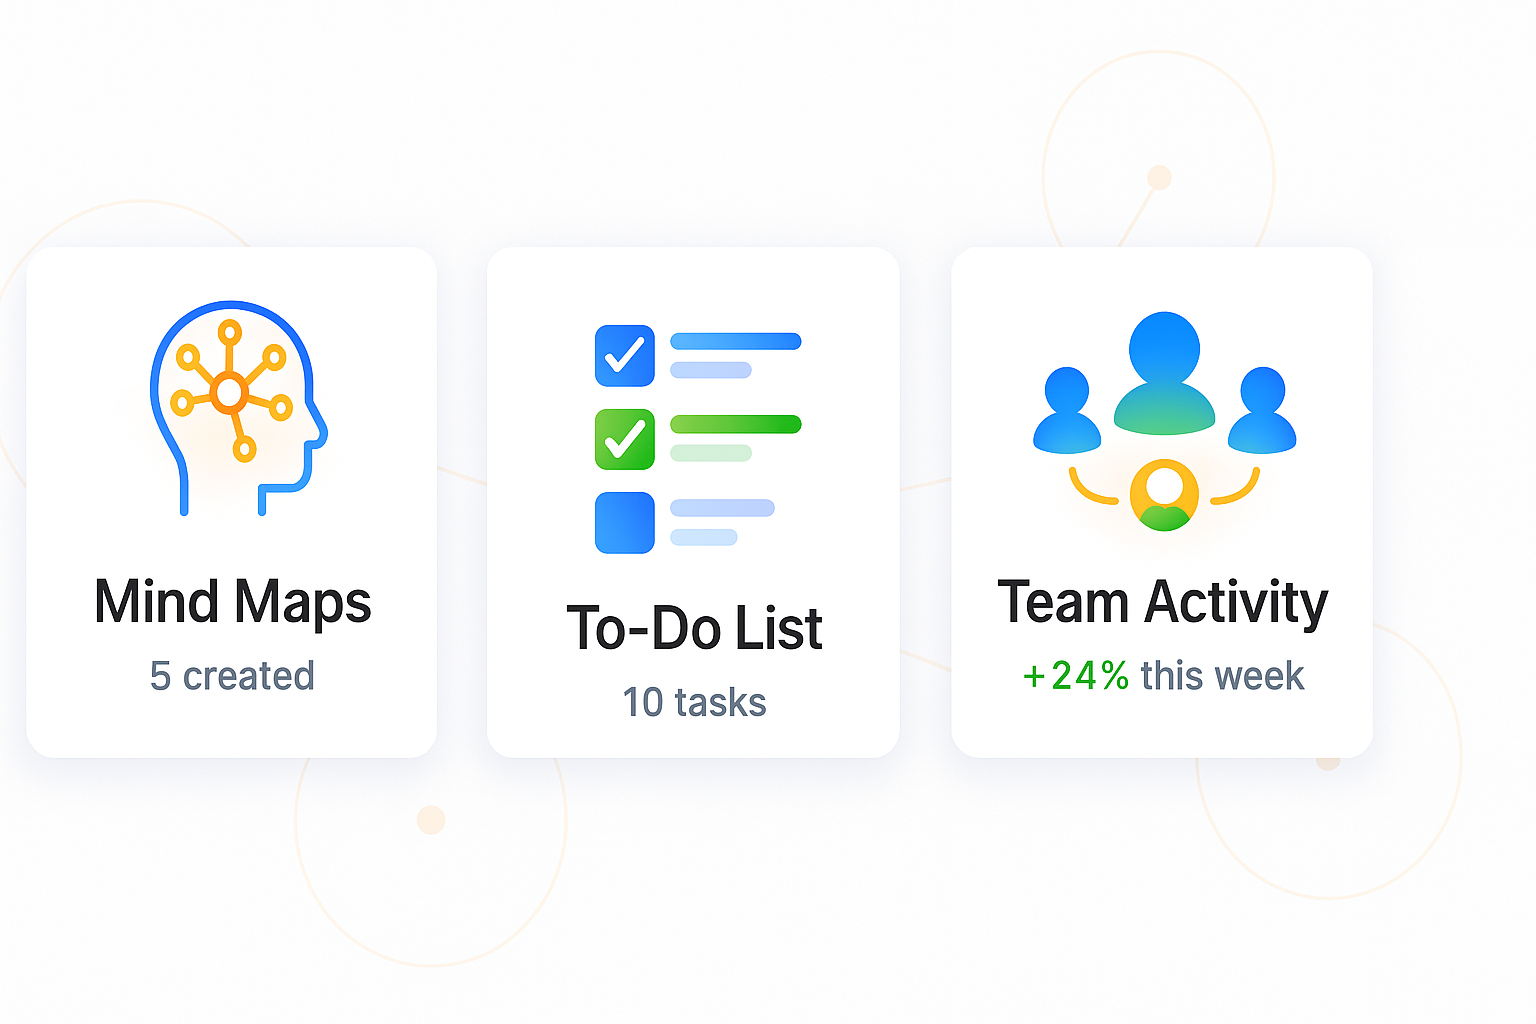 Mind Maps
5 created
To-Do List
10 tasks
Team Activity
+24% this week